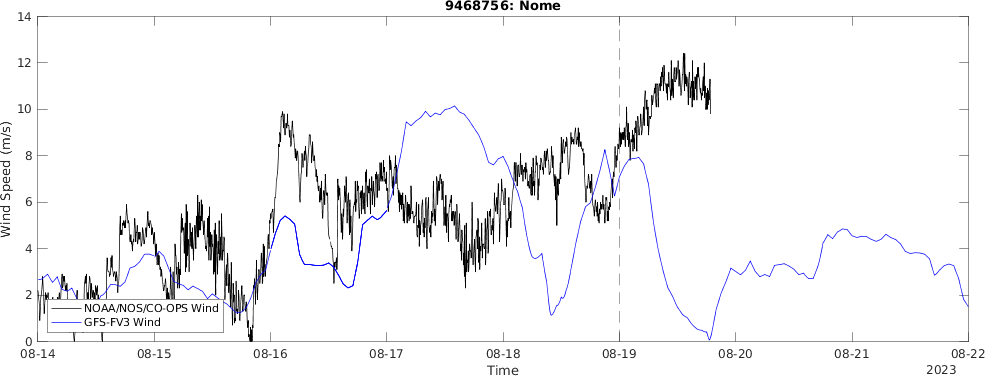 9468756: Nome
14
12
10
8
6
4
2
0
Wind Speed (m/s)
NOAA/NOS/CO-OPS Wind
GFS-FV3 Wind
08-14 08-15 08-16 08-17 08-18 08-19 08-20 08-21 08-22
Time
2023